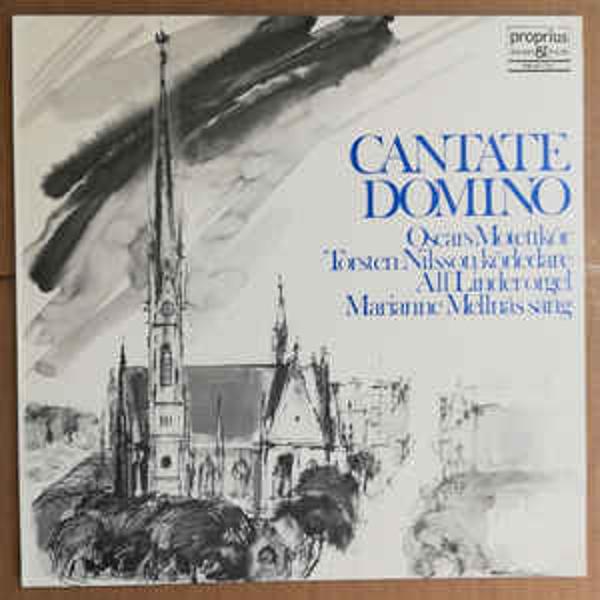 proprius
CANTATE
DOMINO
Oscars Motettkör
Torsten Nilsson körledare
Alf Linder orgel
Marianne Mellnäs sång